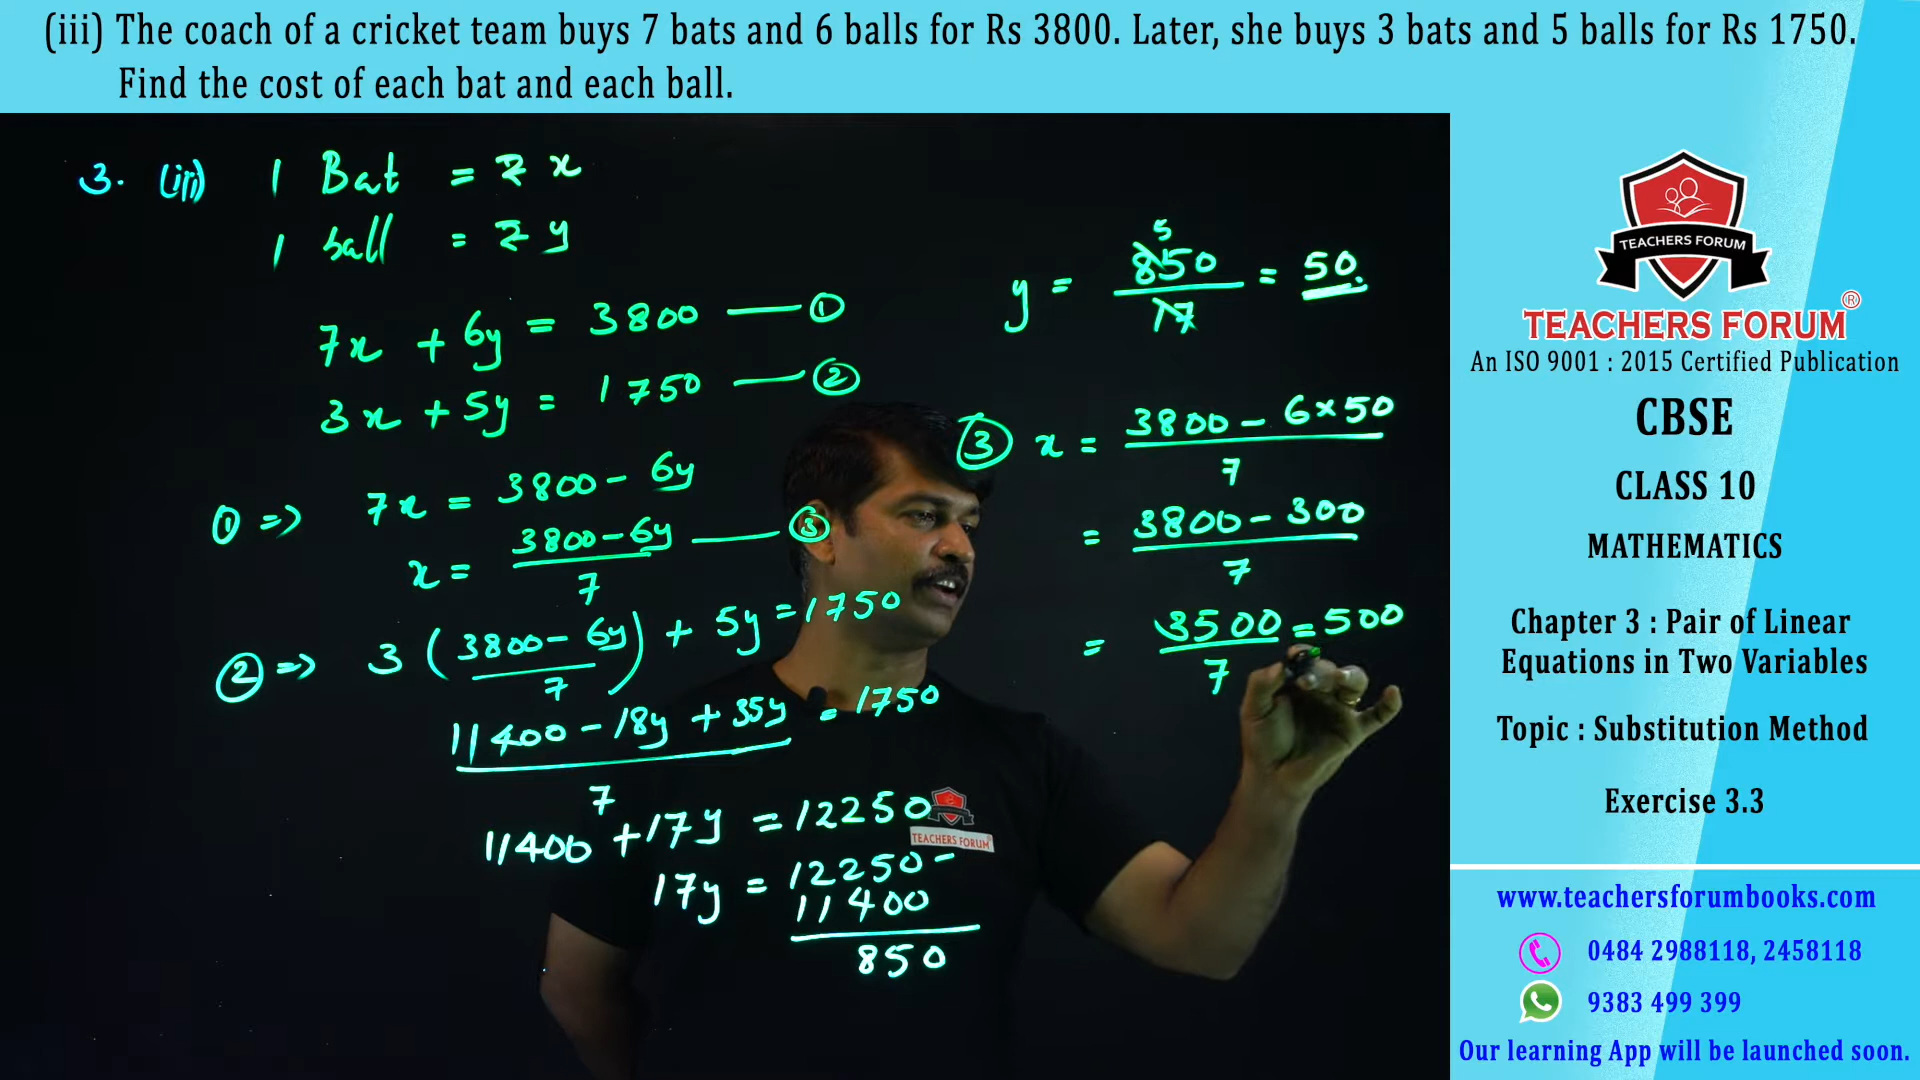 (iii) The coach of a cricket team buys 7 bats and 6 balls for Rs 3800. Later, she buys 3 bats and 5 balls for Rs 1750.
Find the cost of each bat and each ball.
3. (iii) 1 Bat = ₹ x
1 ball = ₹ y
7x + 6y = 3800 —— ①
3x + 5y = 1750 —— ②
① => 7x = 3800 - 6y
x = (3800 - 6y)/7 —— ③
② => 3 ((3800 - 6y)/7) + 5y = 1750
(11400 - 18y + 35y)/7 = 1750
11400 + 17y = 12250
17y = 12250 -
11400
850
5
y = 850/17 = 50.
③ x = (3800 - 6×50)/7
= (3800 - 300)/7
= 3500/7 = 500
TEACHERS FORUM
TEACHERS FORUM
TEACHERS FORUM ®
An ISO 9001 : 2015 Certified Publication
CBSE
CLASS 10
MATHEMATICS
Chapter 3 : Pair of Linear
Equations in Two Variables
Topic : Substitution Method
Exercise 3.3
www.teachersforumbooks.com
0484 2988118, 2458118
9383 499 399
Our learning App will be launched soon.